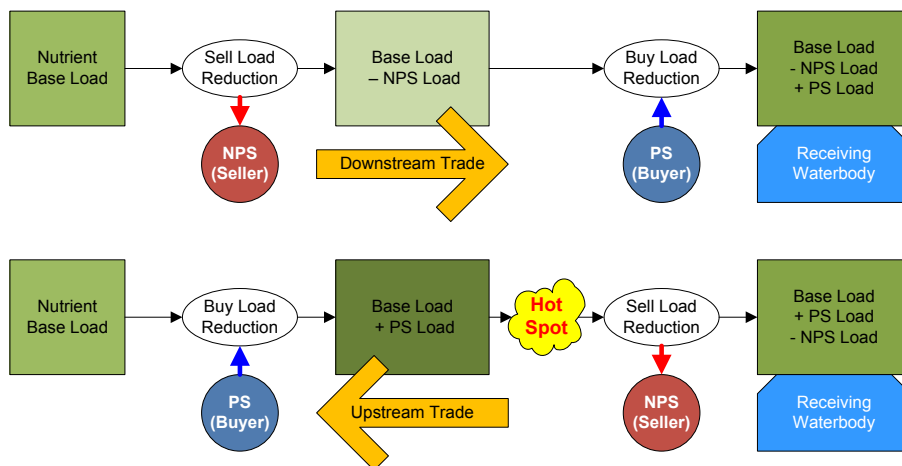 Nutrient
Base Load
Sell Load
Reduction
Base Load
– NPS Load
Buy Load
Reduction
Base Load
- NPS Load
+ PS Load
NPS
(Seller)
Downstream Trade
PS
(Buyer)
Receiving
Waterbody
Nutrient
Base Load
Buy Load
Reduction
Base Load
+ PS Load
Hot
Spot
Sell Load
Reduction
Base Load
+ PS Load
- NPS Load
PS
(Buyer)
Upstream Trade
NPS
(Seller)
Receiving
Waterbody